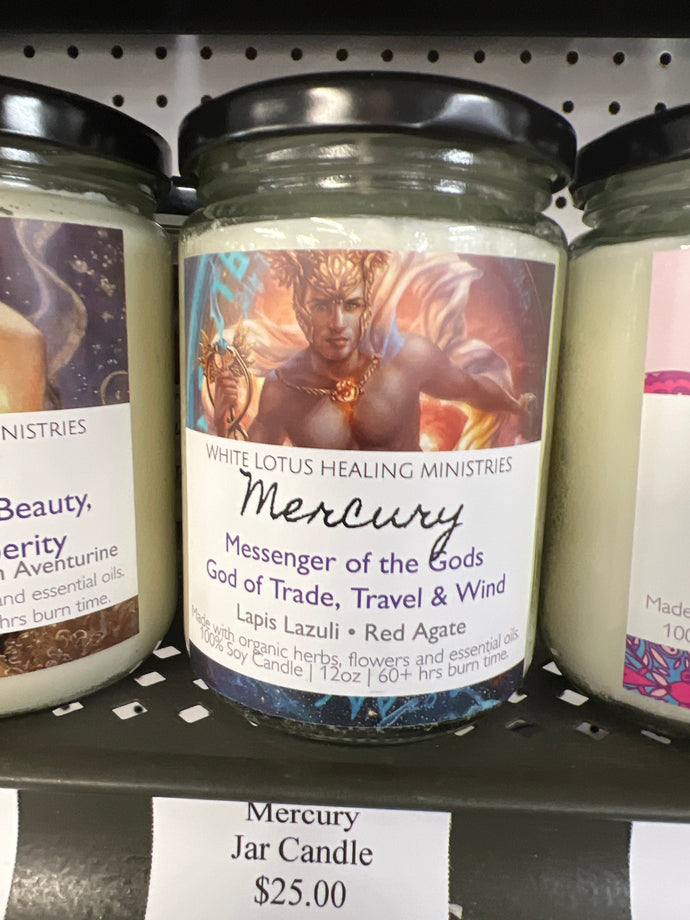 NISTRIES
Beauty,
erity
Aventurine
nd essential oils.
hrs burn time.
WHITE LOTUS HEALING MINISTRIES
Mercury
Messenger of the Gods
God of Trade, Travel & Wind
Lapis Lazuli • Red Agate
Made with organic herbs, flowers and essential oils.
100% Soy Candle | 12oz | 60+ hrs burn time.
Made
100
Mercury
Jar Candle
$25.00